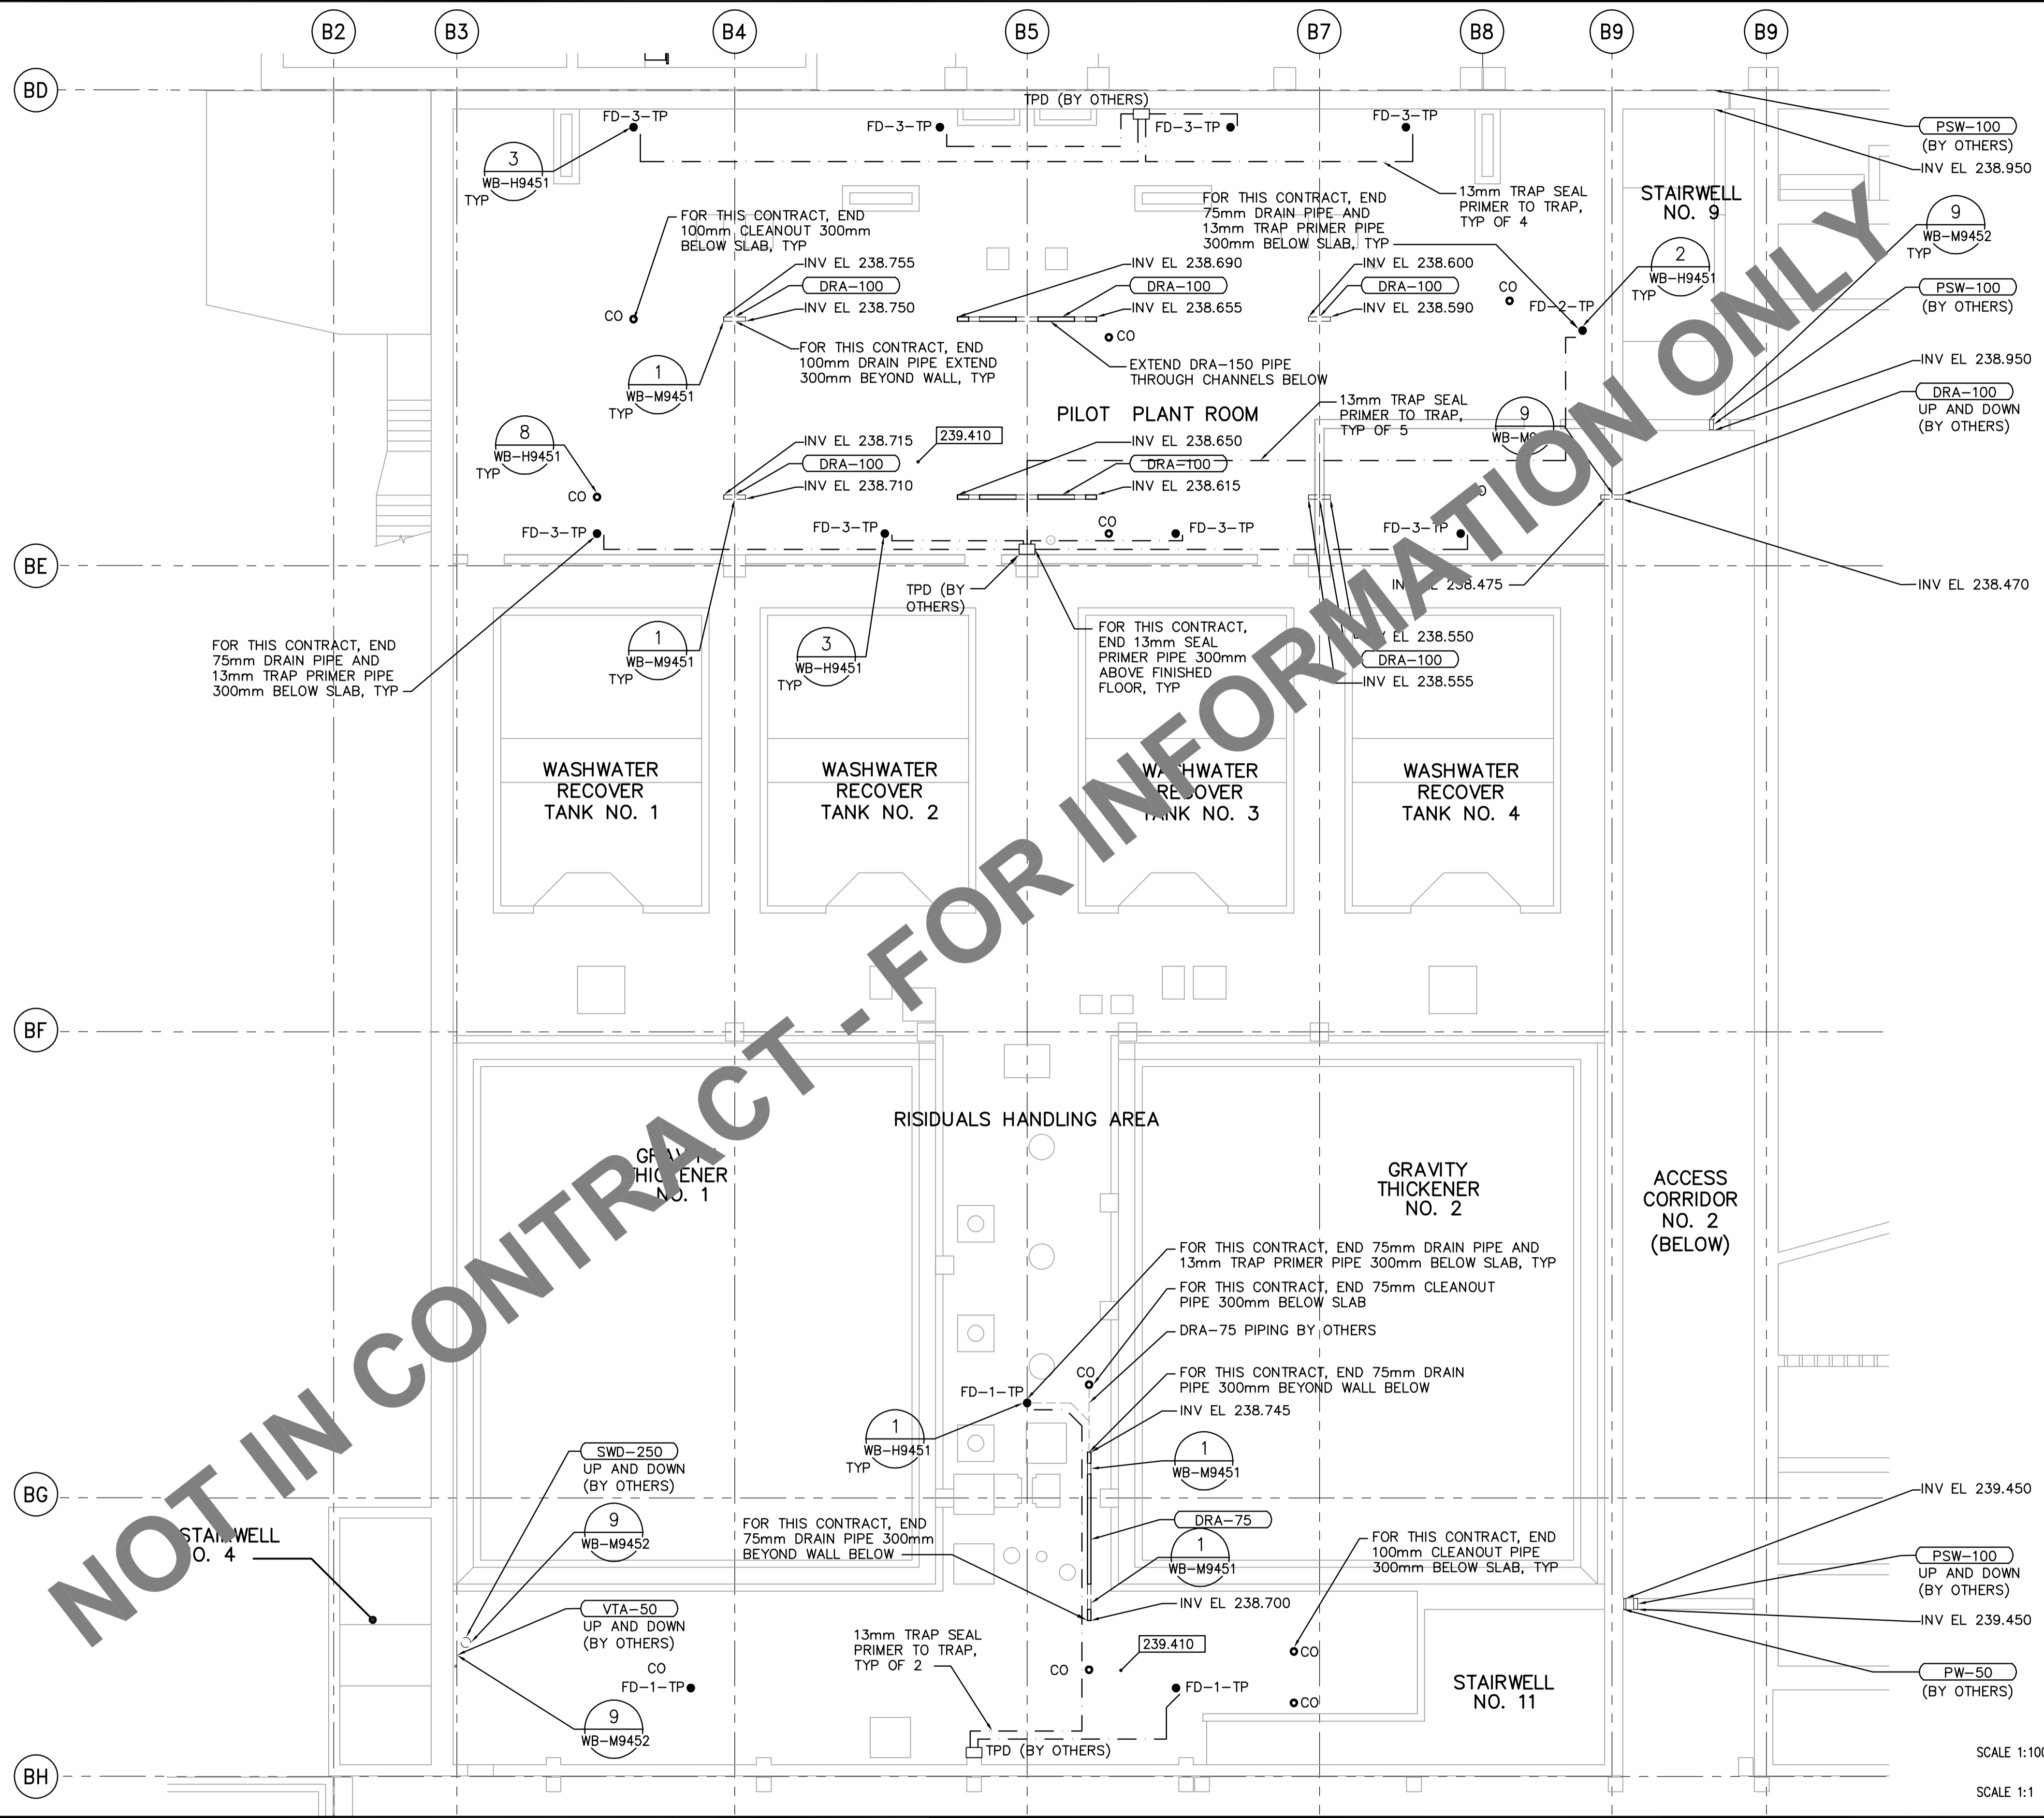 B2
B3
B4
B5
B7
B8
B9
B9
BD
BE
BF
BG
BH
TPD (BY OTHERS)
FD-3-TP
FD-3-TP
FD-3-TP
FD-3-TP
3
WB-H9451
TYP
13mm TRAP SEAL
PRIMER TO TRAP,
TYP OF 4
PSW-100
(BY OTHERS)
INV EL 238.950
STAIRWELL
NO. 9
9
WB-M9452
TYP
2
WB-H9451
TYP
PSW-100
(BY OTHERS)
INV EL 238.950
DRA-100
UP AND DOWN
(BY OTHERS)
FOR THIS CONTRACT, END
100mm CLEANOUT 300mm
BELOW SLAB, TYP
FOR THIS CONTRACT, END
75mm DRAIN PIPE AND
13mm TRAP PRIMER PIPE
300mm BELOW SLAB, TYP
INV EL 238.755
DRA-100
INV EL 238.750
INV EL 238.690
DRA-100
INV EL 238.655
INV EL 238.600
DRA-100
INV EL 238.590
CO
CO
CO
FD-2-TP
FOR THIS CONTRACT, END
100mm DRAIN PIPE EXTEND
300mm BEYOND WALL, TYP
EXTEND DRA-150 PIPE
THROUGH CHANNELS BELOW
1
WB-M9451
TYP
PILOT PLANT ROOM
13mm TRAP SEAL
PRIMER TO TRAP,
TYP OF 5
9
WB-M9
8
WB-H9451
TYP
INV EL 238.715
DRA-100
INV EL 238.710
239.410
INV EL 238.650
DRA-100
INV EL 238.615
CO
CO
FD-3-TP
FD-3-TP
FD-3-TP
FD-3-TP
TPD (BY
OTHERS)
238.475
INV EL 238.470
FOR THIS CONTRACT, END
75mm DRAIN PIPE AND
13mm TRAP PRIMER PIPE
300mm BELOW SLAB, TYP
1
WB-M9451
TYP
3
WB-H9451
TYP
FOR THIS CONTRACT,
END 13mm SEAL
PRIMER PIPE 300mm
ABOVE FINISHED
FLOOR, TYP
EL 238.550
DRA-100
INV EL 238.555
WASHWATER
RECOVER
TANK NO. 1
WASHWATER
RECOVER
TANK NO. 2
WASHWATER
RECOVER
TANK NO. 3
WASHWATER
RECOVER
TANK NO. 4
NOT IN CONTRACT - FOR INFORMATION ONLY
RISIDUALS HANDLING AREA
GRAVITY
THICKENER
NO. 1
GRAVITY
THICKENER
NO. 2
ACCESS
CORRIDOR
NO. 2
(BELOW)
FOR THIS CONTRACT, END 75mm DRAIN PIPE AND
13mm TRAP PRIMER PIPE 300mm BELOW SLAB, TYP
FOR THIS CONTRACT, END 75mm CLEANOUT
PIPE 300mm BELOW SLAB
DRA-75 PIPING BY OTHERS
FOR THIS CONTRACT, END 75mm DRAIN
PIPE 300mm BEYOND WALL BELOW
INV EL 238.745
CO
FD-1-TP
1
WB-H9451
TYP
1
WB-M9451
SWD-250
UP AND DOWN
(BY OTHERS)
9
WB-M9452
FOR THIS CONTRACT, END
75mm DRAIN PIPE 300mm
BEYOND WALL BELOW
DRA-75
1
WB-M9451
FOR THIS CONTRACT, END
100mm CLEANOUT PIPE
300mm BELOW SLAB, TYP
INV EL 238.700
STAIRWELL
NO. 4
VTA-50
UP AND DOWN
(BY OTHERS)
9
WB-M9452
13mm TRAP SEAL
PRIMER TO TRAP,
TYP OF 2
CO
FD-1-TP
CO
239.410
FD-1-TP
CO
CO
TPD (BY OTHERS)
STAIRWELL
NO. 11
INV EL 239.450
PSW-100
UP AND DOWN
(BY OTHERS)
INV EL 239.450
PW-50
(BY OTHERS)
SCALE 1:100
SCALE 1:1